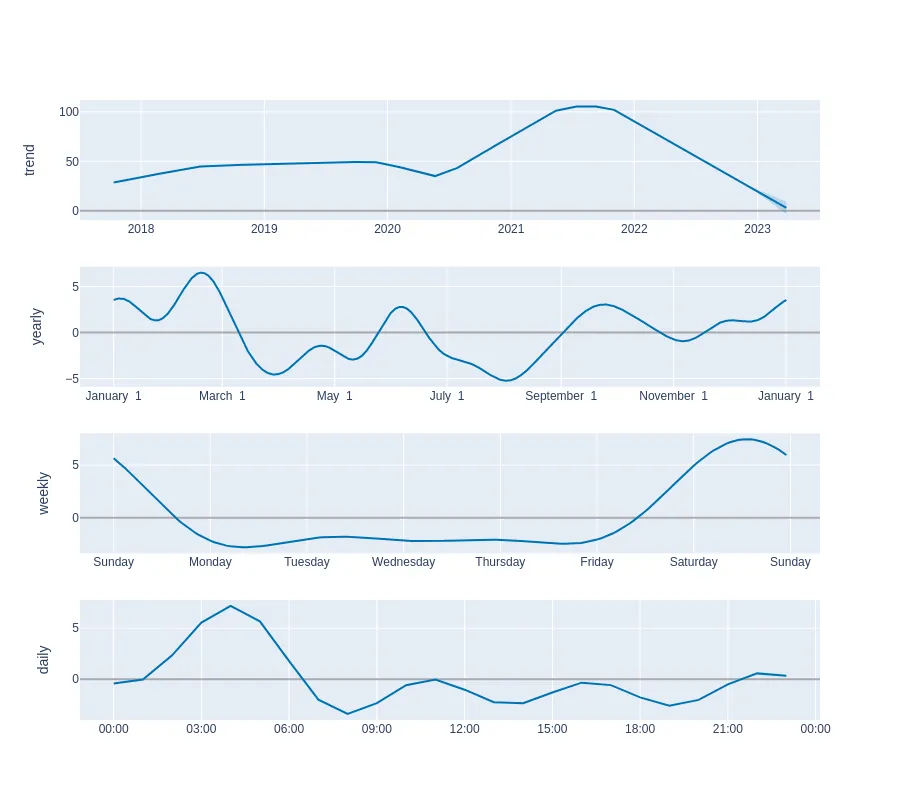 trend
100
50
0
2018 2019 2020 2021 2022 2023
yearly
5
0
−5
January 1 March 1 May 1 July 1 September 1 November 1 January 1
weekly
5
0
Sunday Monday Tuesday Wednesday Thursday Friday Saturday Sunday
daily
5
0
00:00 03:00 06:00 09:00 12:00 15:00 18:00 21:00 00:00